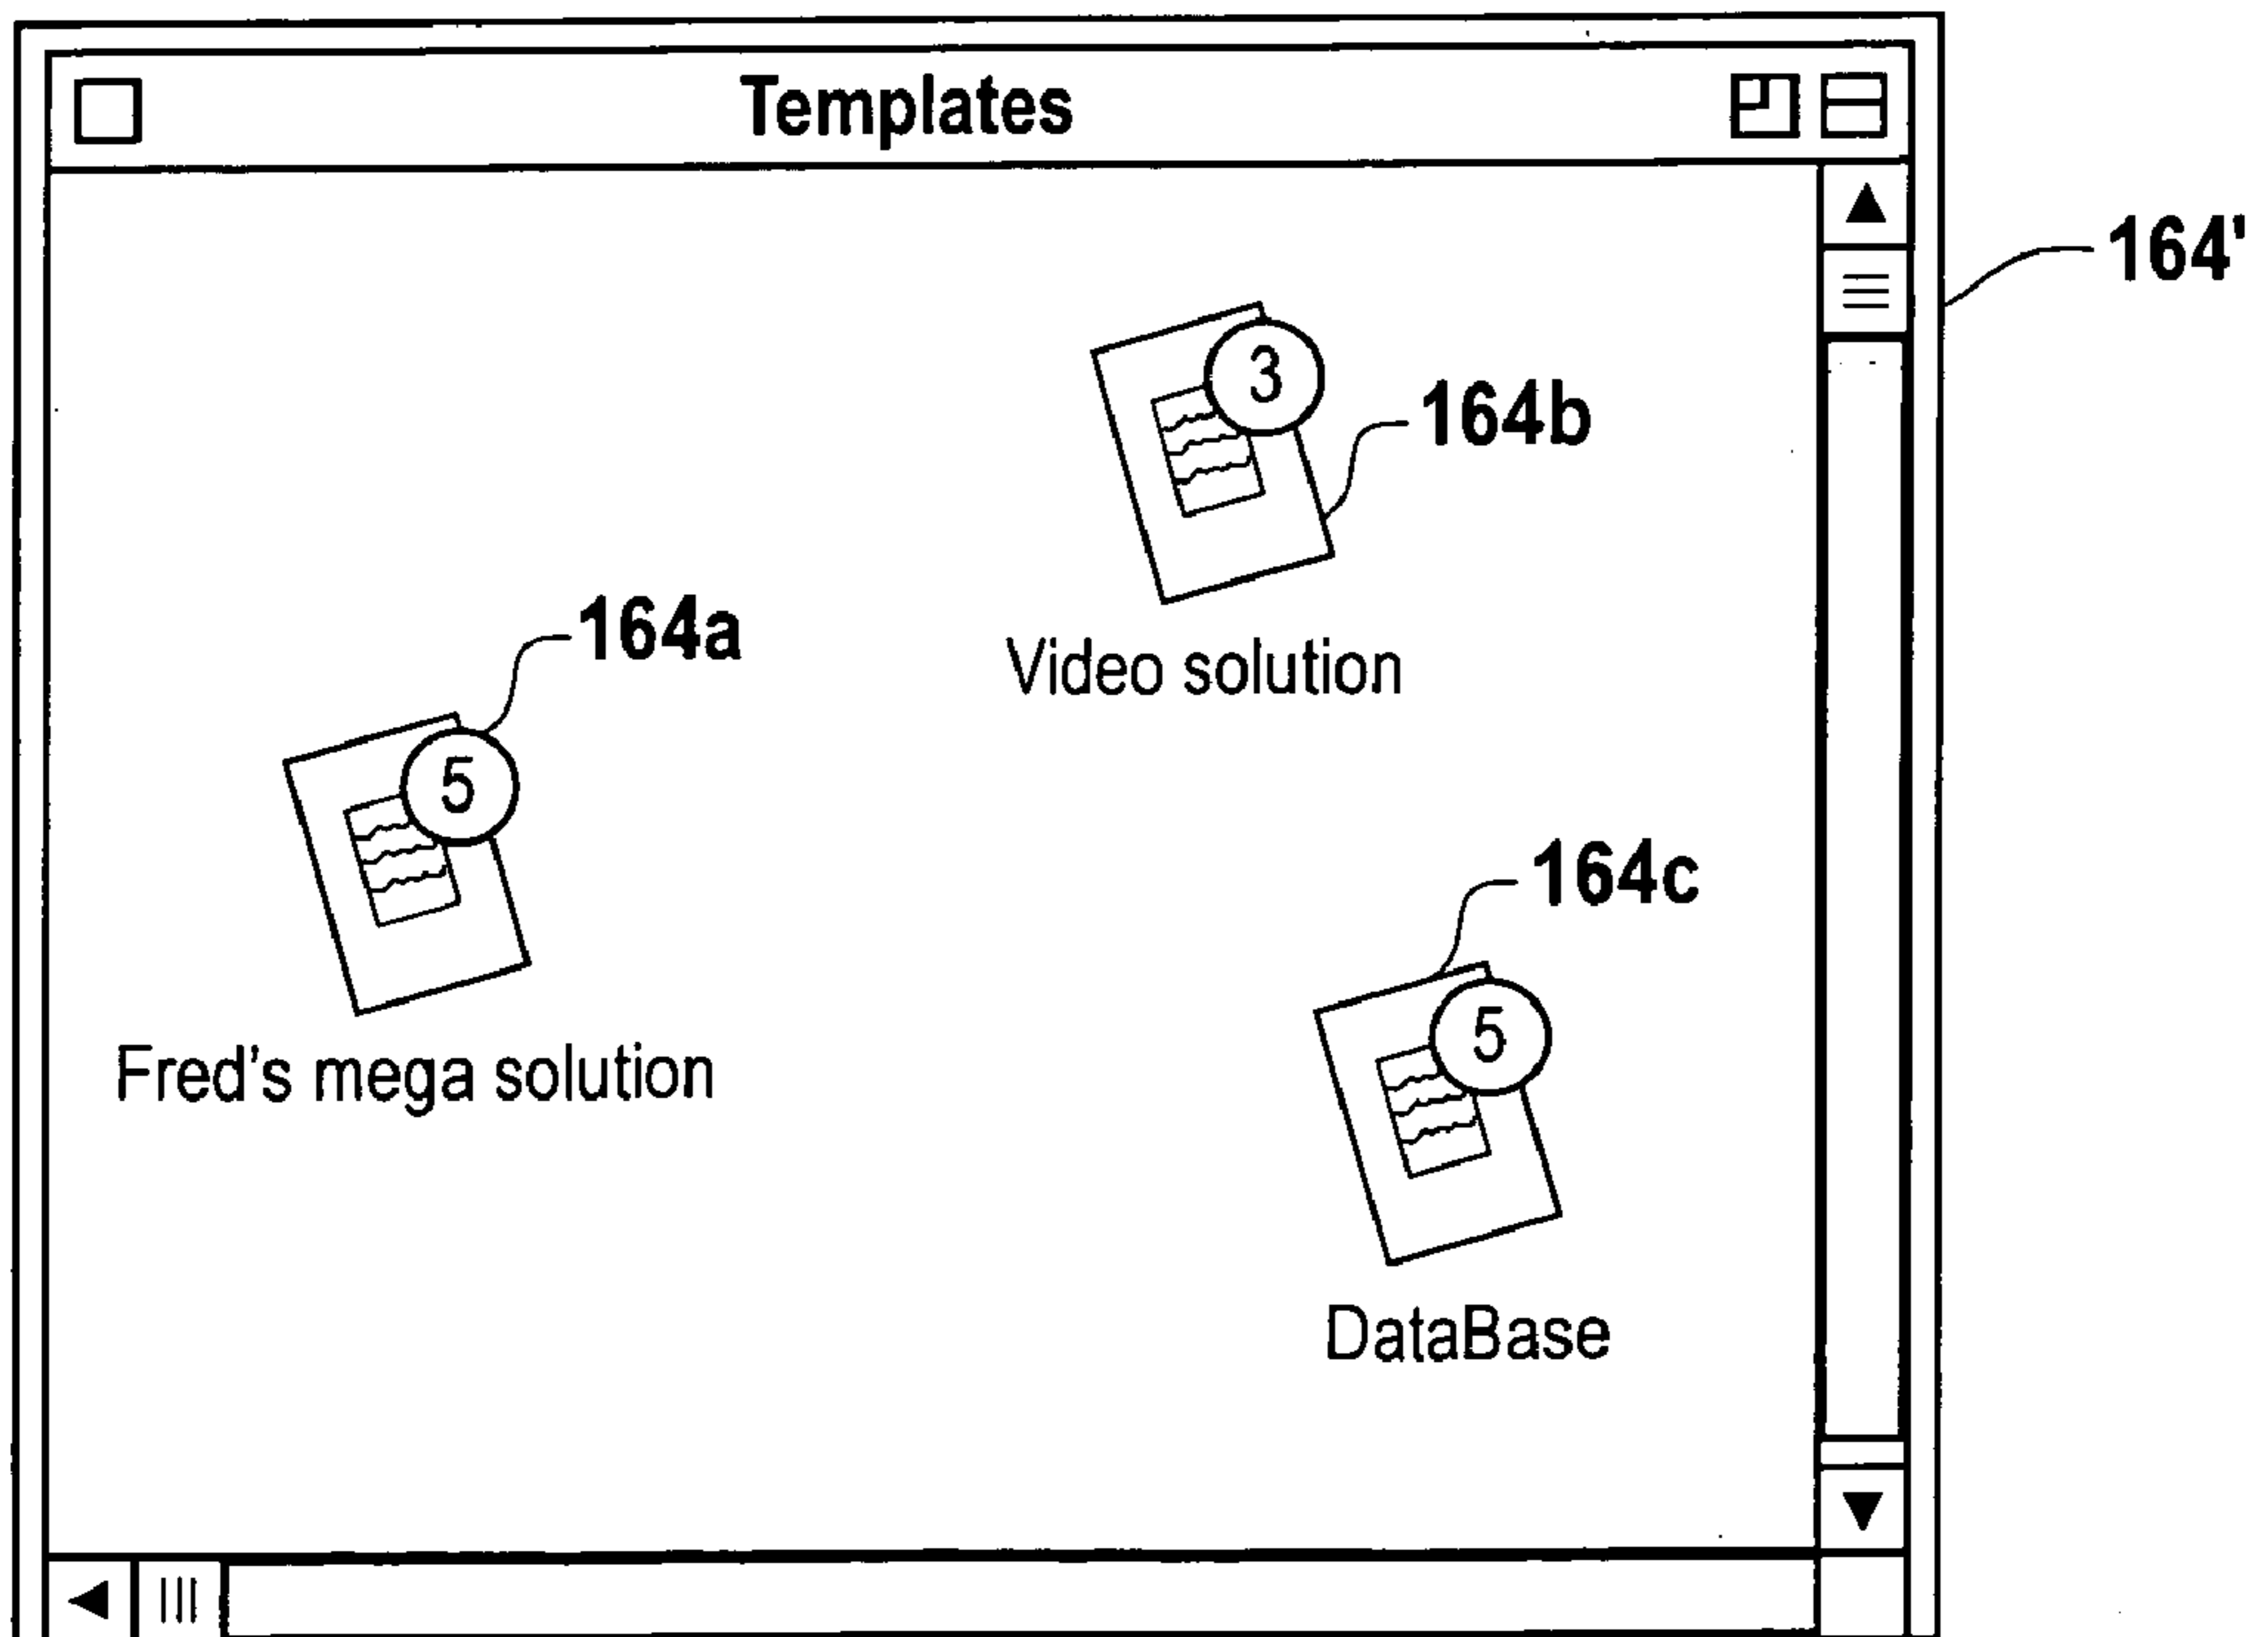 Templates
164'
3
164b
Video solution
164a
5
Fred's mega solution
164c
5
DataBase